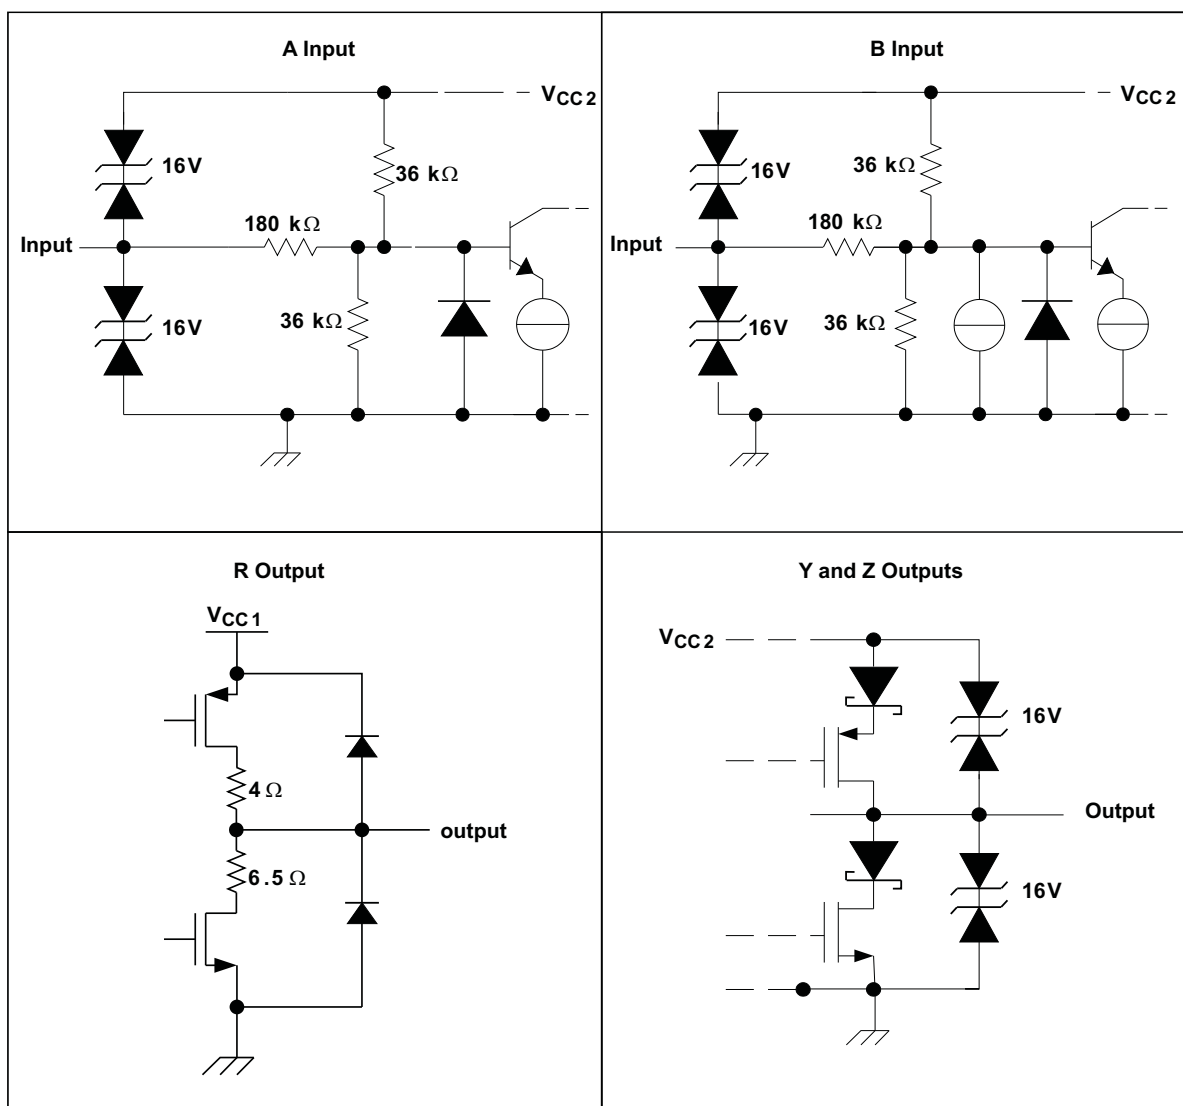 A Input
VCC2
16V
36 kΩ
180 kΩ
Input
16V
36 kΩ
B Input
VCC2
16V
36 kΩ
180 kΩ
Input
16V
36 kΩ
R Output
VCC1
4 Ω
output
6.5 Ω
Y and Z Outputs
VCC2
16V
Output
16V